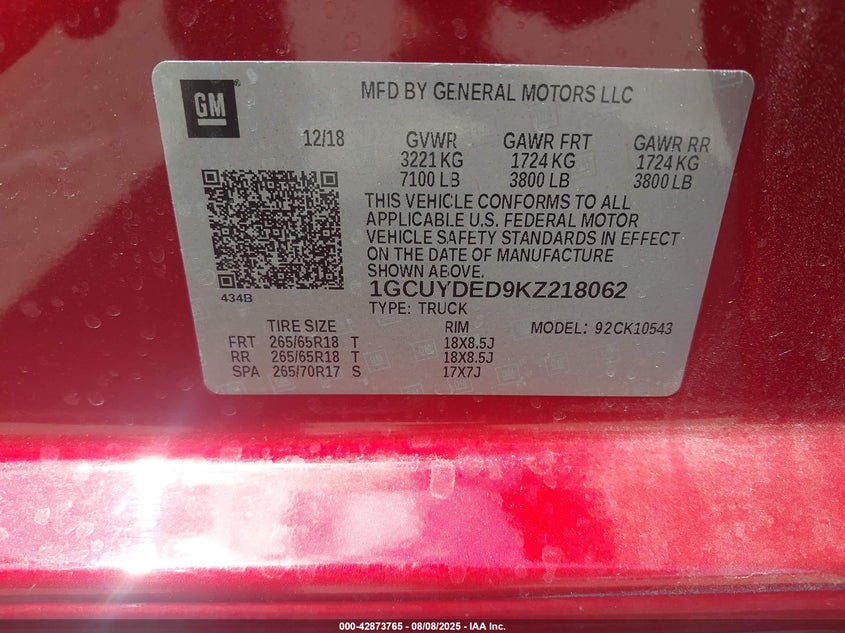 GM
MFD BY GENERAL MOTORS LLC
12/18 GVWR GAWR FRT GAWR RR
3221 KG 1724 KG 1724 KG
7100 LB 3800 LB 3800 LB
THIS VEHICLE CONFORMS TO ALL
APPLICABLE U.S. FEDERAL MOTOR
VEHICLE SAFETY STANDARDS IN EFFECT
ON THE DATE OF MANUFACTURE
SHOWN ABOVE.
434B
1GCUYDED9KZ218062
TYPE: TRUCK
TIRE SIZE RIM MODEL: 92CK10543
FRT 265/65R18 T 18X8.5J
RR 265/65R18 T 18X8.5J
SPA 265/70R17 S 17X7J
000-42873765 - 08/08/2025 - IAA Inc.